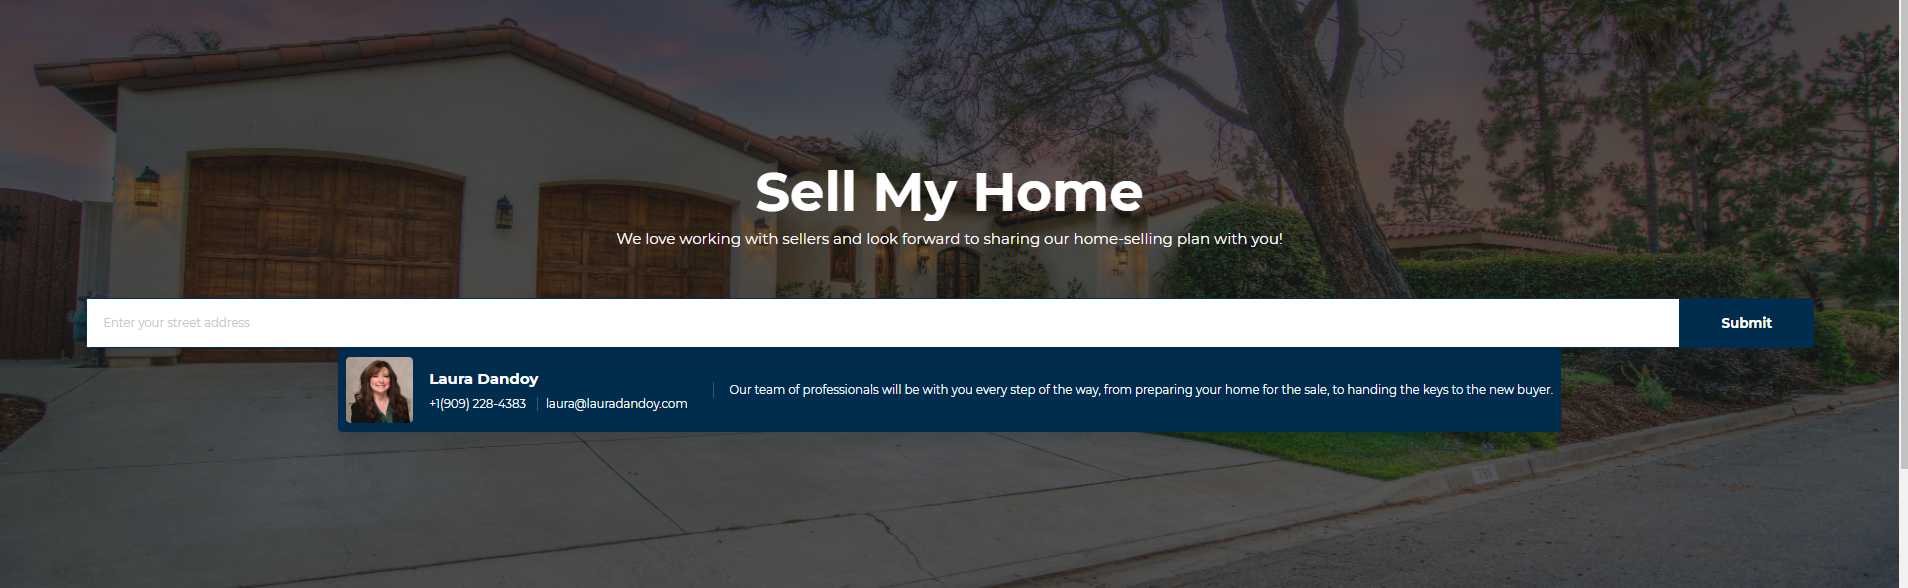 Sell My Home
We love working with sellers and look forward to sharing our home-selling plan with you!
Enter your street address
Submit
Laura Dandoy
+1(909) 228-4383
laura@lauradandoy.com
Our team of professionals will be with you every step of the way, from preparing your home for the sale, to handing the keys to the new buyer.